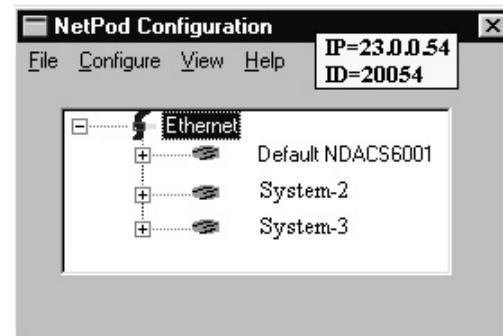 NetPod Configuration
IP=23.0.0.54
ID=20054
File Configure View Help
Ethernet
Default NDACS6001
System-2
System-3